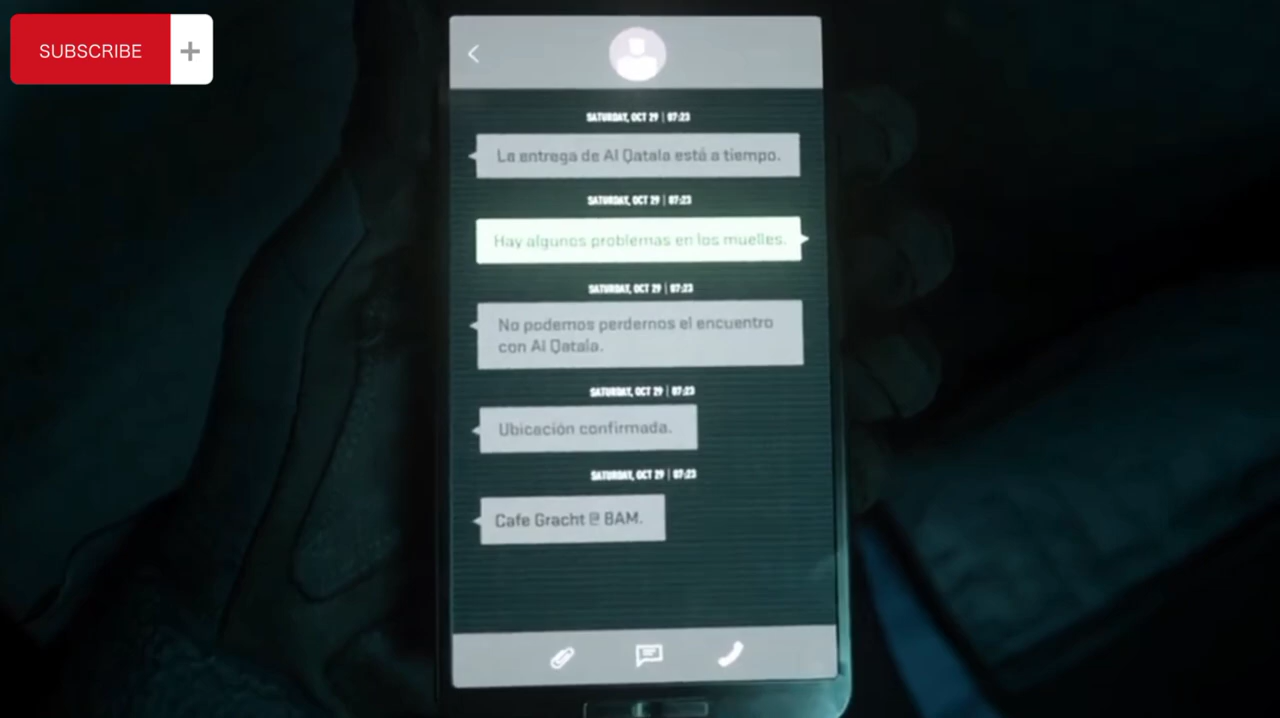 SUBSCRIBE
SATURDAY, OCT 29 | 07:23
La entrega de Al Qatala está a tiempo.
SATURDAY, OCT 29 | 07:23
Hay algunos problemas en los muelles.
SATURDAY, OCT 29 | 07:23
No podemos perdernos el encuentro
con Al Qatala.
SATURDAY, OCT 29 | 07:23
Ubicación confirmada.
SATURDAY, OCT 29 | 07:23
Cafe Gracht @ 8AM.